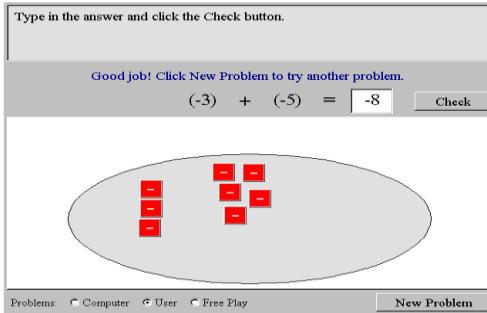 Type in the answer and click the Check button.
Good job! Click New Problem to try another problem.
(-3) + (-5) = -8 Check
Problems: Computer User Free Play New Problem